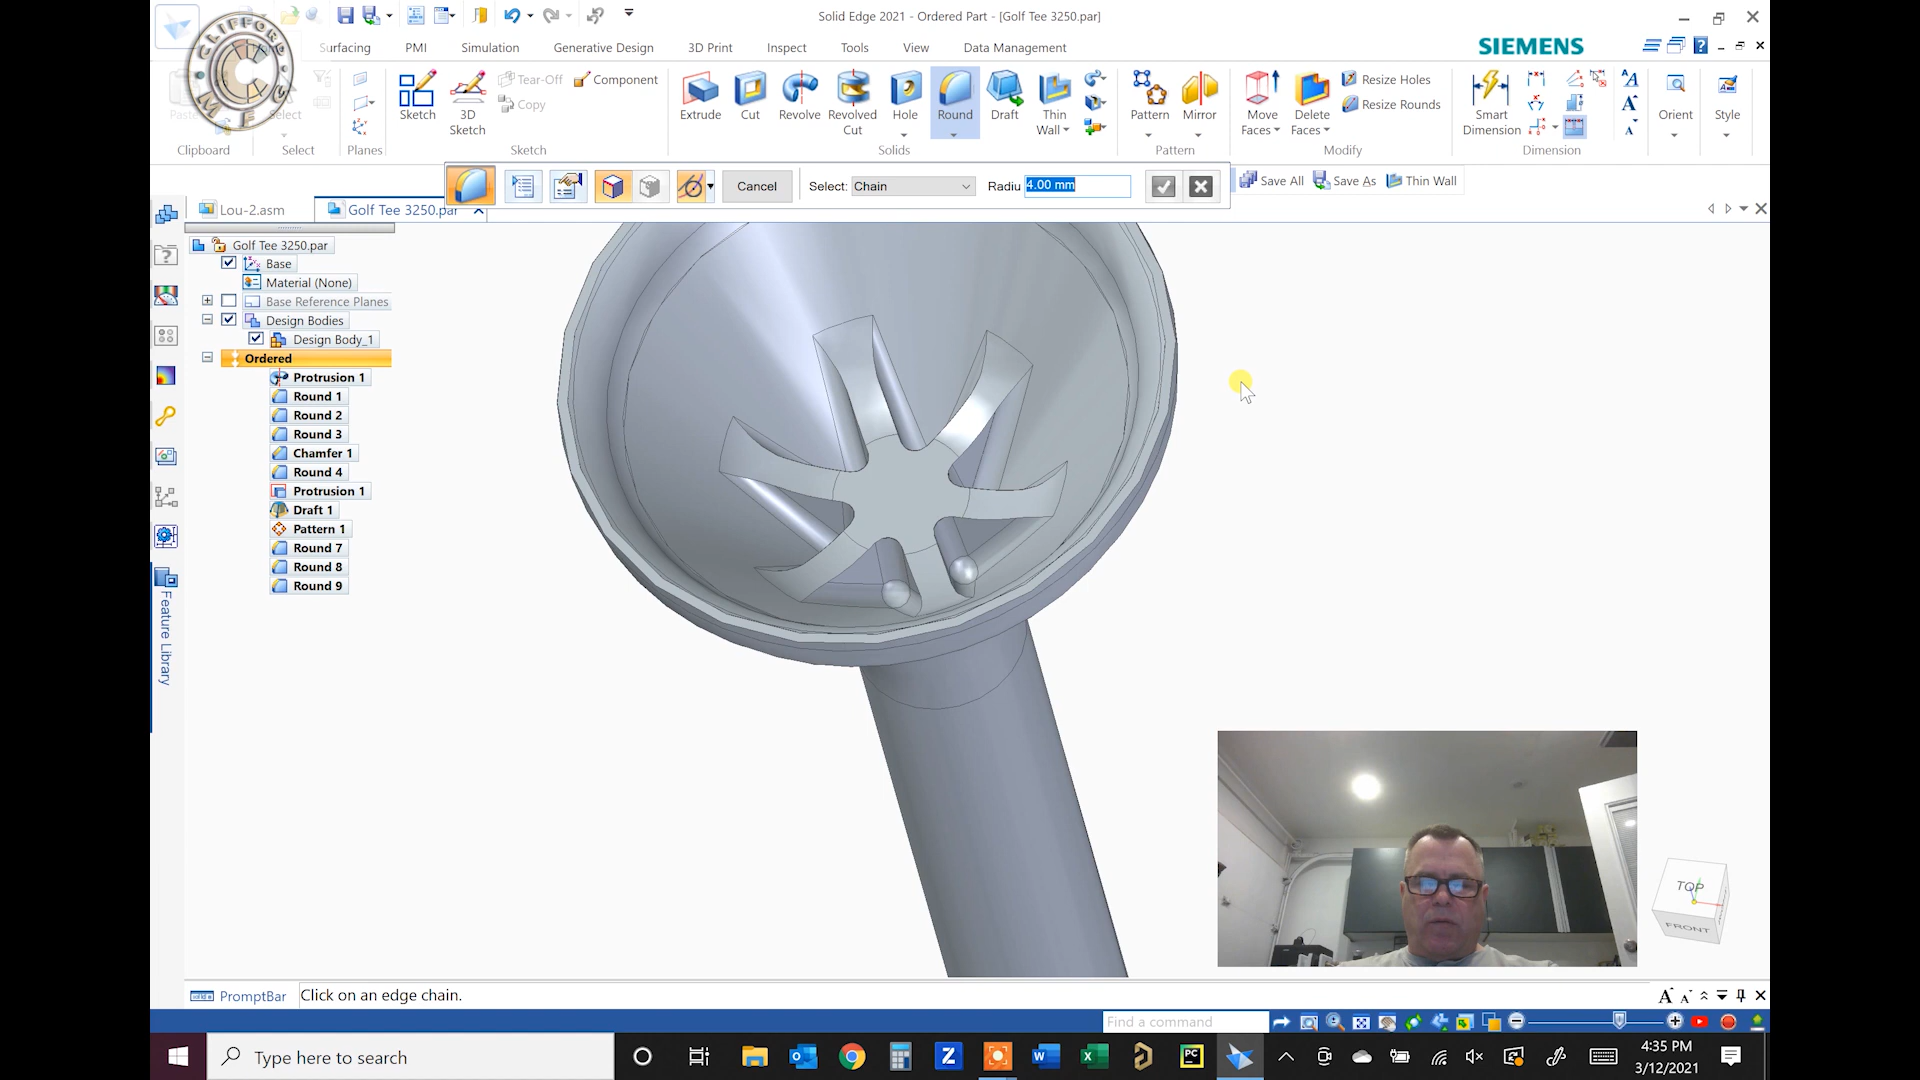 Solid Edge 2021 - Ordered Part - [Golf Tee 3250.par]
Surfacing PMI Simulation Generative Design 3D Print Inspect Tools View Data Management
SIEMENS
CLIFFORD
Paste
Select
Sketch
3D Sketch
Tear-Off
Component
Copy
Extrude
Cut
Revolve
Revolved Cut
Hole
Round
Draft
Thin Wall
Pattern
Mirror
Move Faces
Delete Faces
Resize Holes
Resize Rounds
Smart Dimension
Orient
Style
Clipboard Select Planes Sketch Solids Pattern Modify Dimension
Cancel Select: Chain Radiu 4.00 mm
Save All Save As Thin Wall
Lou-2.asm Golf Tee 3250.par
Golf Tee 3250.par
Base
Material (None)
Base Reference Planes
Design Bodies
Design Body_1
Ordered
Protrusion 1
Round 1
Round 2
Round 3
Chamfer 1
Round 4
Protrusion 1
Draft 1
Pattern 1
Round 7
Round 8
Round 9
Feature Library
TOP
FRONT
PromptBar Click on an edge chain.
Find a command
Type here to search
4:35 PM
3/12/2021